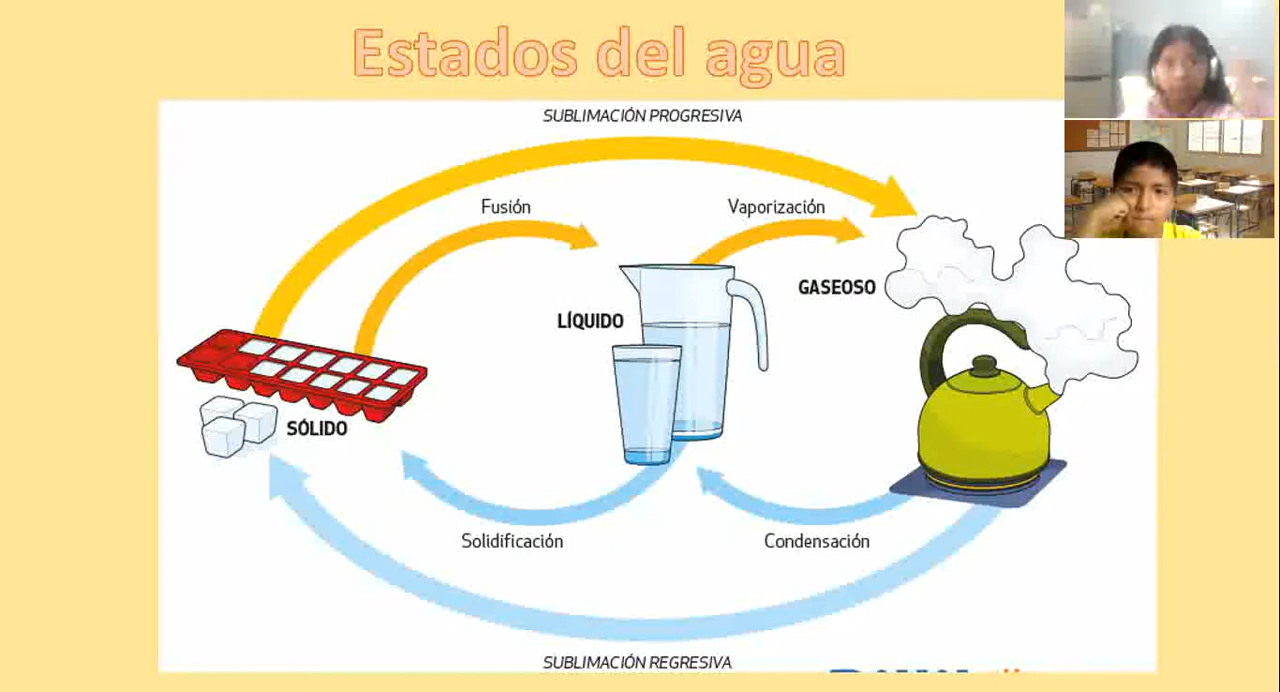 Estados del agua
SUBLIMACIÓN PROGRESIVA
Fusión
Vaporización
GASEOSO
LÍQUIDO
SÓLIDO
Solidificación
Condensación
SUBLIMACIÓN REGRESIVA